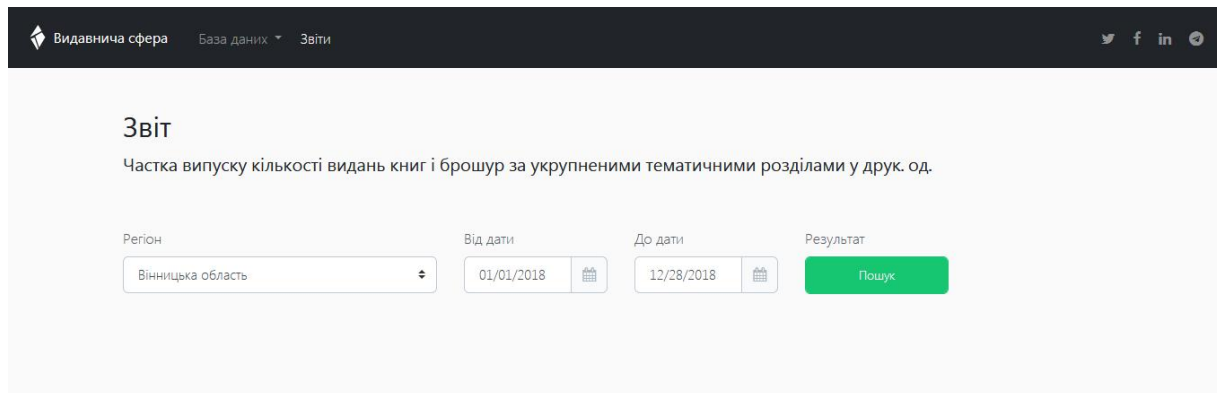 Видавнича сфера База даних Звіти
Звіт
Частка випуску кількості видань книг і брошур за укрупненими тематичними розділами у друк. од.
Регіон Від дати До дати Результат
Вінницька область 01/01/2018 12/28/2018 Пошук